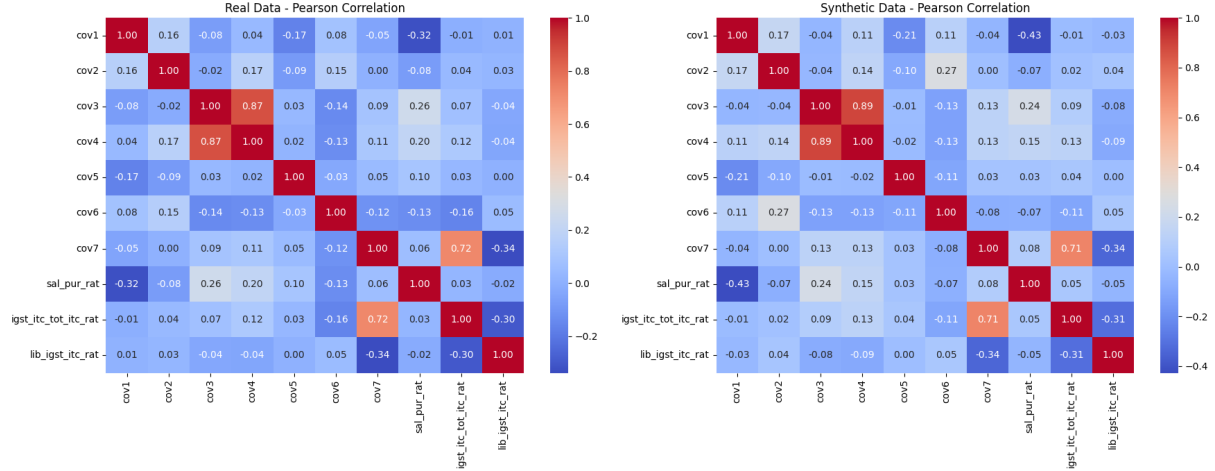 Real Data - Pearson Correlation
cov1 1.00 0.16 -0.08 0.04 -0.17 0.08 -0.05 -0.32 -0.01 0.01
cov2 0.16 1.00 -0.02 0.17 -0.09 0.15 0.00 -0.08 0.04 0.03
cov3 -0.08 -0.02 1.00 0.87 0.03 -0.14 0.09 0.26 0.07 -0.04
cov4 0.04 0.17 0.87 1.00 0.02 -0.13 0.11 0.20 0.12 -0.04
cov5 -0.17 -0.09 0.03 0.02 1.00 -0.03 0.05 0.10 0.03 0.00
cov6 0.08 0.15 -0.14 -0.13 -0.03 1.00 -0.12 -0.13 -0.16 0.05
cov7 -0.05 0.00 0.09 0.11 0.05 -0.12 1.00 0.06 0.72 -0.34
sal_pur_rat -0.32 -0.08 0.26 0.20 0.10 -0.13 0.06 1.00 0.03 -0.02
igst_itc_tot_itc_rat -0.01 0.04 0.07 0.12 0.03 -0.16 0.72 0.03 1.00 -0.30
lib_igst_itc_rat 0.01 0.03 -0.04 -0.04 0.00 0.05 -0.34 -0.02 -0.30 1.00
cov1 cov2 cov3 cov4 cov5 cov6 cov7 sal_pur_rat igst_itc_tot_itc_rat lib_igst_itc_rat
1.0
0.8
0.6
0.4
0.2
0.0
−0.2
Synthetic Data - Pearson Correlation
cov1 1.00 0.17 -0.04 0.11 -0.21 0.11 -0.04 -0.43 -0.01 -0.03
cov2 0.17 1.00 -0.04 0.14 -0.10 0.27 0.00 -0.07 0.02 0.04
cov3 -0.04 -0.04 1.00 0.89 -0.01 -0.13 0.13 0.24 0.09 -0.08
cov4 0.11 0.14 0.89 1.00 -0.02 -0.13 0.13 0.15 0.13 -0.09
cov5 -0.21 -0.10 -0.01 -0.02 1.00 -0.11 0.03 0.03 0.04 0.00
cov6 0.11 0.27 -0.13 -0.13 -0.11 1.00 -0.08 -0.07 -0.11 0.05
cov7 -0.04 0.00 0.13 0.13 0.03 -0.08 1.00 0.08 0.71 -0.34
sal_pur_rat -0.43 -0.07 0.24 0.15 0.03 -0.07 0.08 1.00 0.05 -0.05
igst_itc_tot_itc_rat -0.01 0.02 0.09 0.13 0.04 -0.11 0.71 0.05 1.00 -0.31
lib_igst_itc_rat -0.03 0.04 -0.08 -0.09 0.00 0.05 -0.34 -0.05 -0.31 1.00
cov1 cov2 cov3 cov4 cov5 cov6 cov7 sal_pur_rat igst_itc_tot_itc_rat lib_igst_itc_rat
1.0
0.8
0.6
0.4
0.2
0.0
−0.2
−0.4